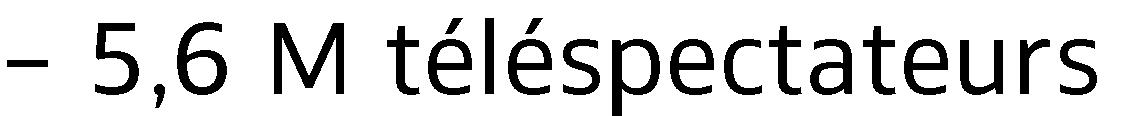 – 5,6 M téléspectateurs